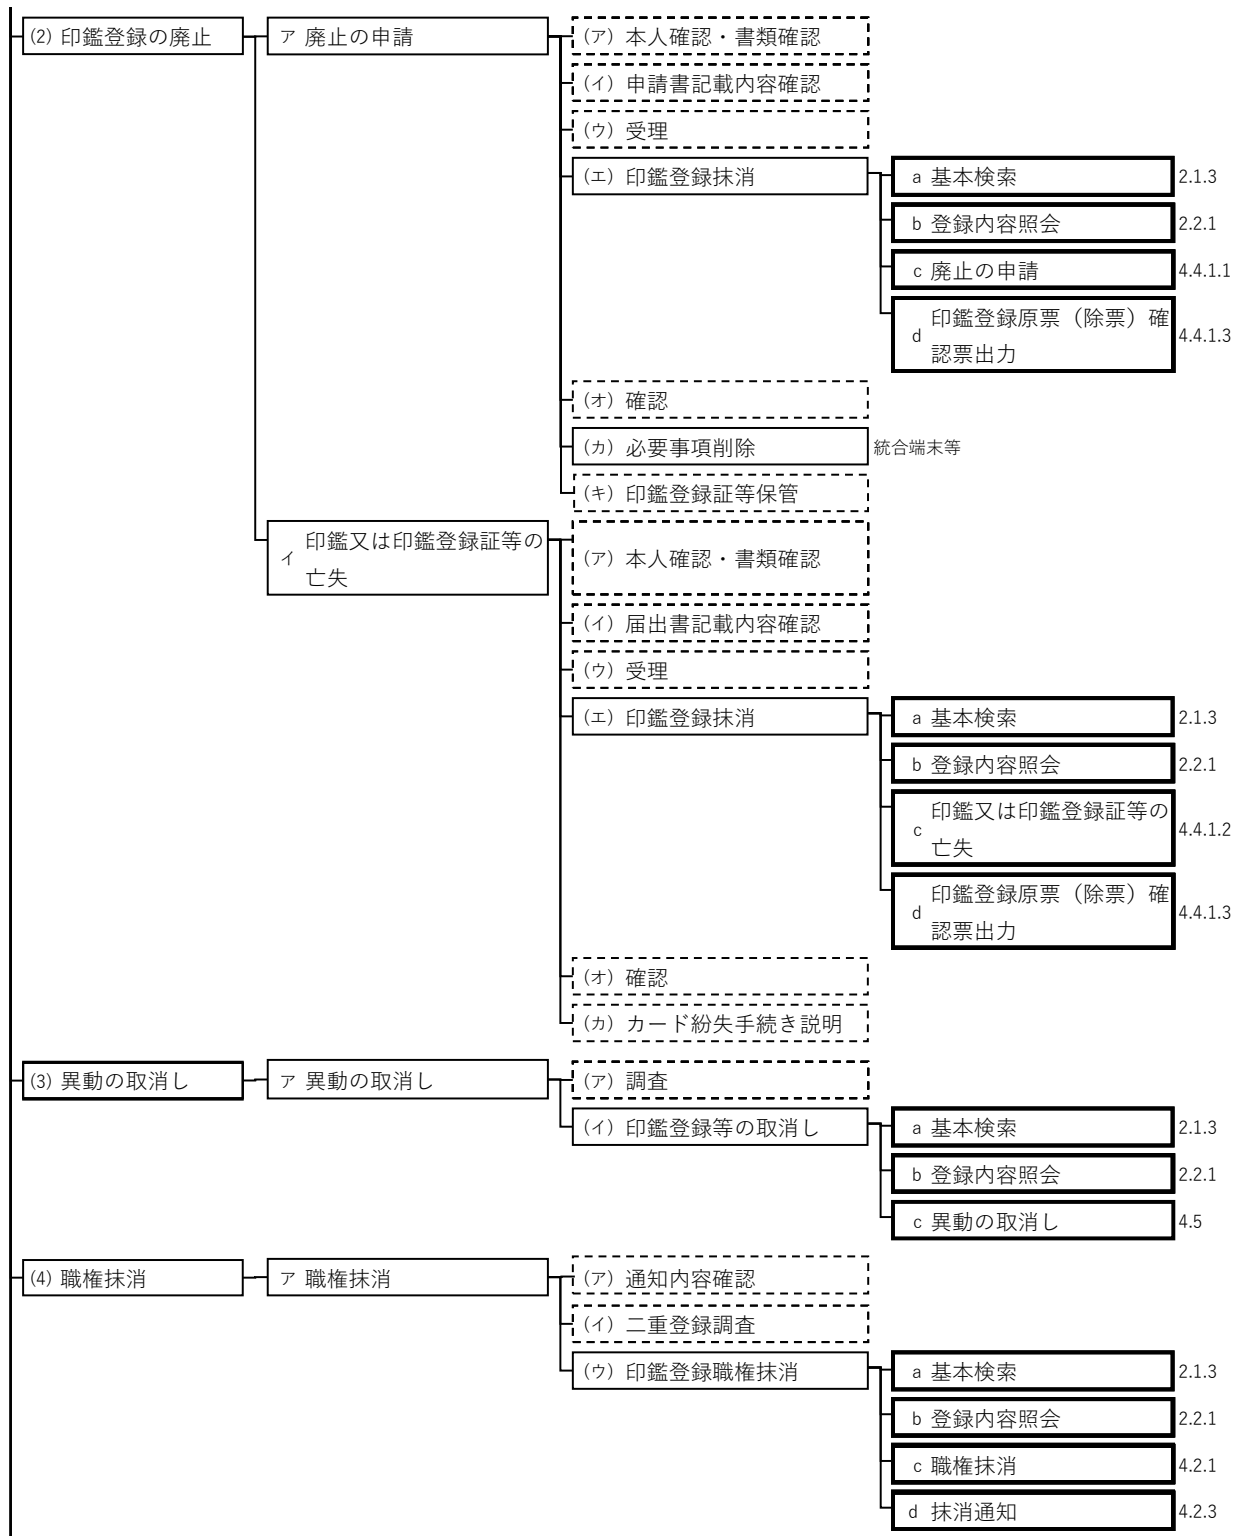 (2) 印鑑登録の廃止
ア 廃止の申請
(ア) 本人確認・書類確認
(イ) 申請書記載内容確認
(ウ) 受理
(エ) 印鑑登録抹消
a 基本検索 2.1.3
b 登録内容照会 2.2.1
c 廃止の申請 4.4.1.1
d 印鑑登録原票（除票）確
認票出力 4.4.1.3
(オ) 確認
(カ) 必要事項削除 統合端末等
(キ) 印鑑登録証等保管
イ 印鑑又は印鑑登録証等の
亡失
(ア) 本人確認・書類確認
(イ) 届出書記載内容確認
(ウ) 受理
(エ) 印鑑登録抹消
a 基本検索 2.1.3
b 登録内容照会 2.2.1
c 印鑑又は印鑑登録証等の
亡失 4.4.1.2
d 印鑑登録原票（除票）確
認票出力 4.4.1.3
(オ) 確認
(カ) カード紛失手続き説明
(3) 異動の取消し
ア 異動の取消し
(ア) 調査
(イ) 印鑑登録等の取消し
a 基本検索 2.1.3
b 登録内容照会 2.2.1
c 異動の取消し 4.5
(4) 職権抹消
ア 職権抹消
(ア) 通知内容確認
(イ) 二重登録調査
(ウ) 印鑑登録職権抹消
a 基本検索 2.1.3
b 登録内容照会 2.2.1
c 職権抹消 4.2.1
d 抹消通知 4.2.3